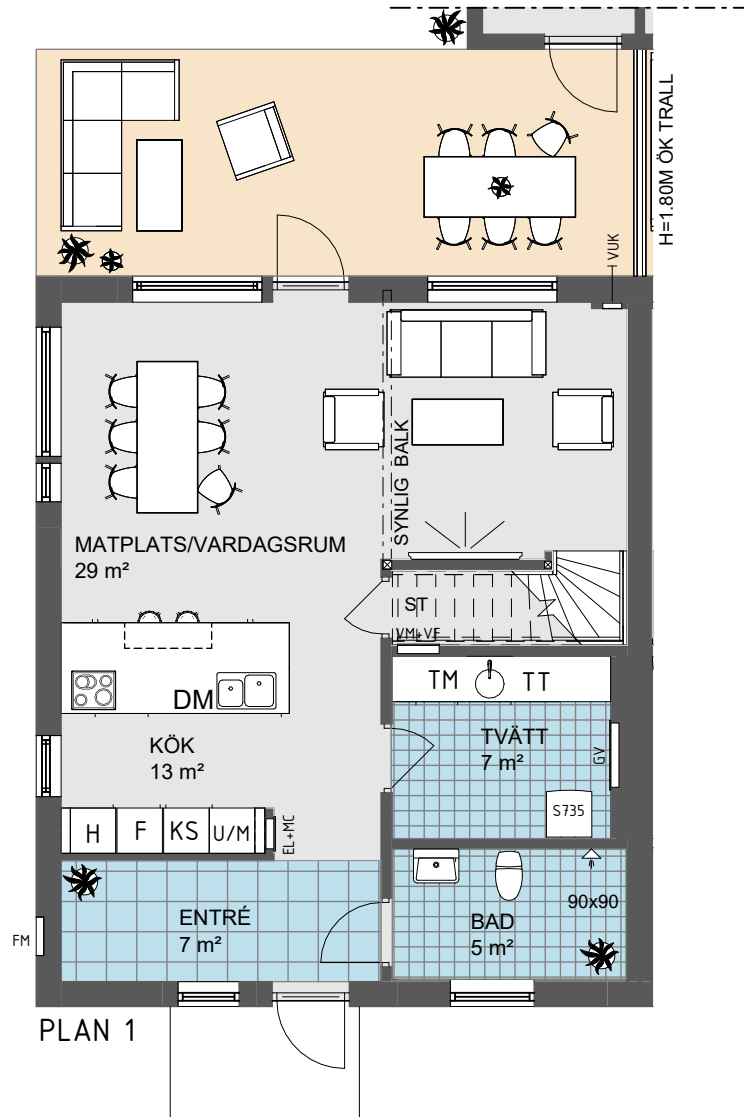 H=1.80M ÖK TRALL
VUK
SYNLIG BALK
MATPLATS/VARDAGSRUM
29 m²
ST
VM+VF
DM
TM
TT
KÖK
13 m²
TVÄTT
7 m²
GV
S735
H
F
KS
U/M
EL+MC
ENTRÉ
7 m²
90x90
BAD
5 m²
FM
PLAN 1